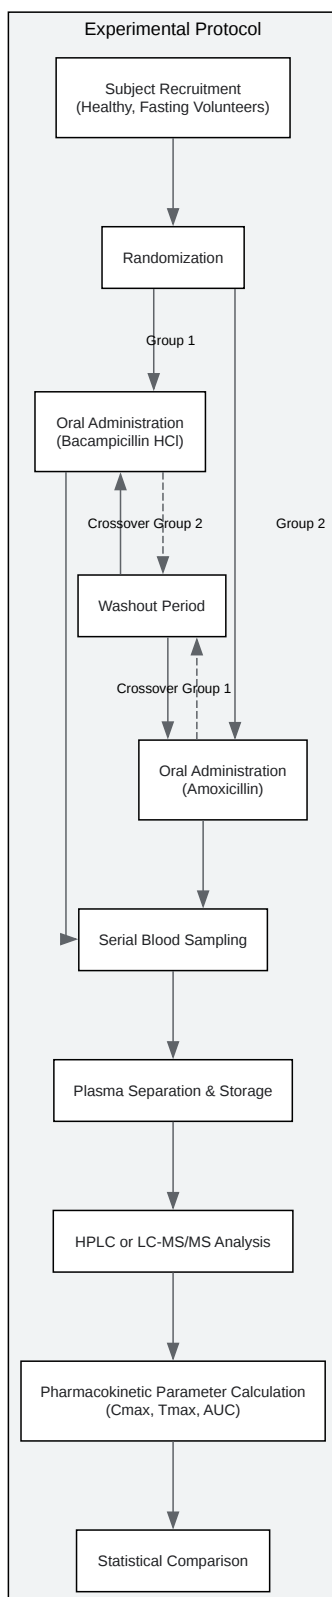 Experimental Protocol
Subject Recruitment
(Healthy, Fasting Volunteers)
Randomization
Group 1
Oral Administration
(Bacampicillin HCl)
Crossover Group 2
Group 2
Washout Period
Crossover Group 1
Oral Administration
(Amoxicillin)
Serial Blood Sampling
Plasma Separation & Storage
HPLC or LC-MS/MS Analysis
Pharmacokinetic Parameter Calculation
(Cmax, Tmax, AUC)
Statistical Comparison